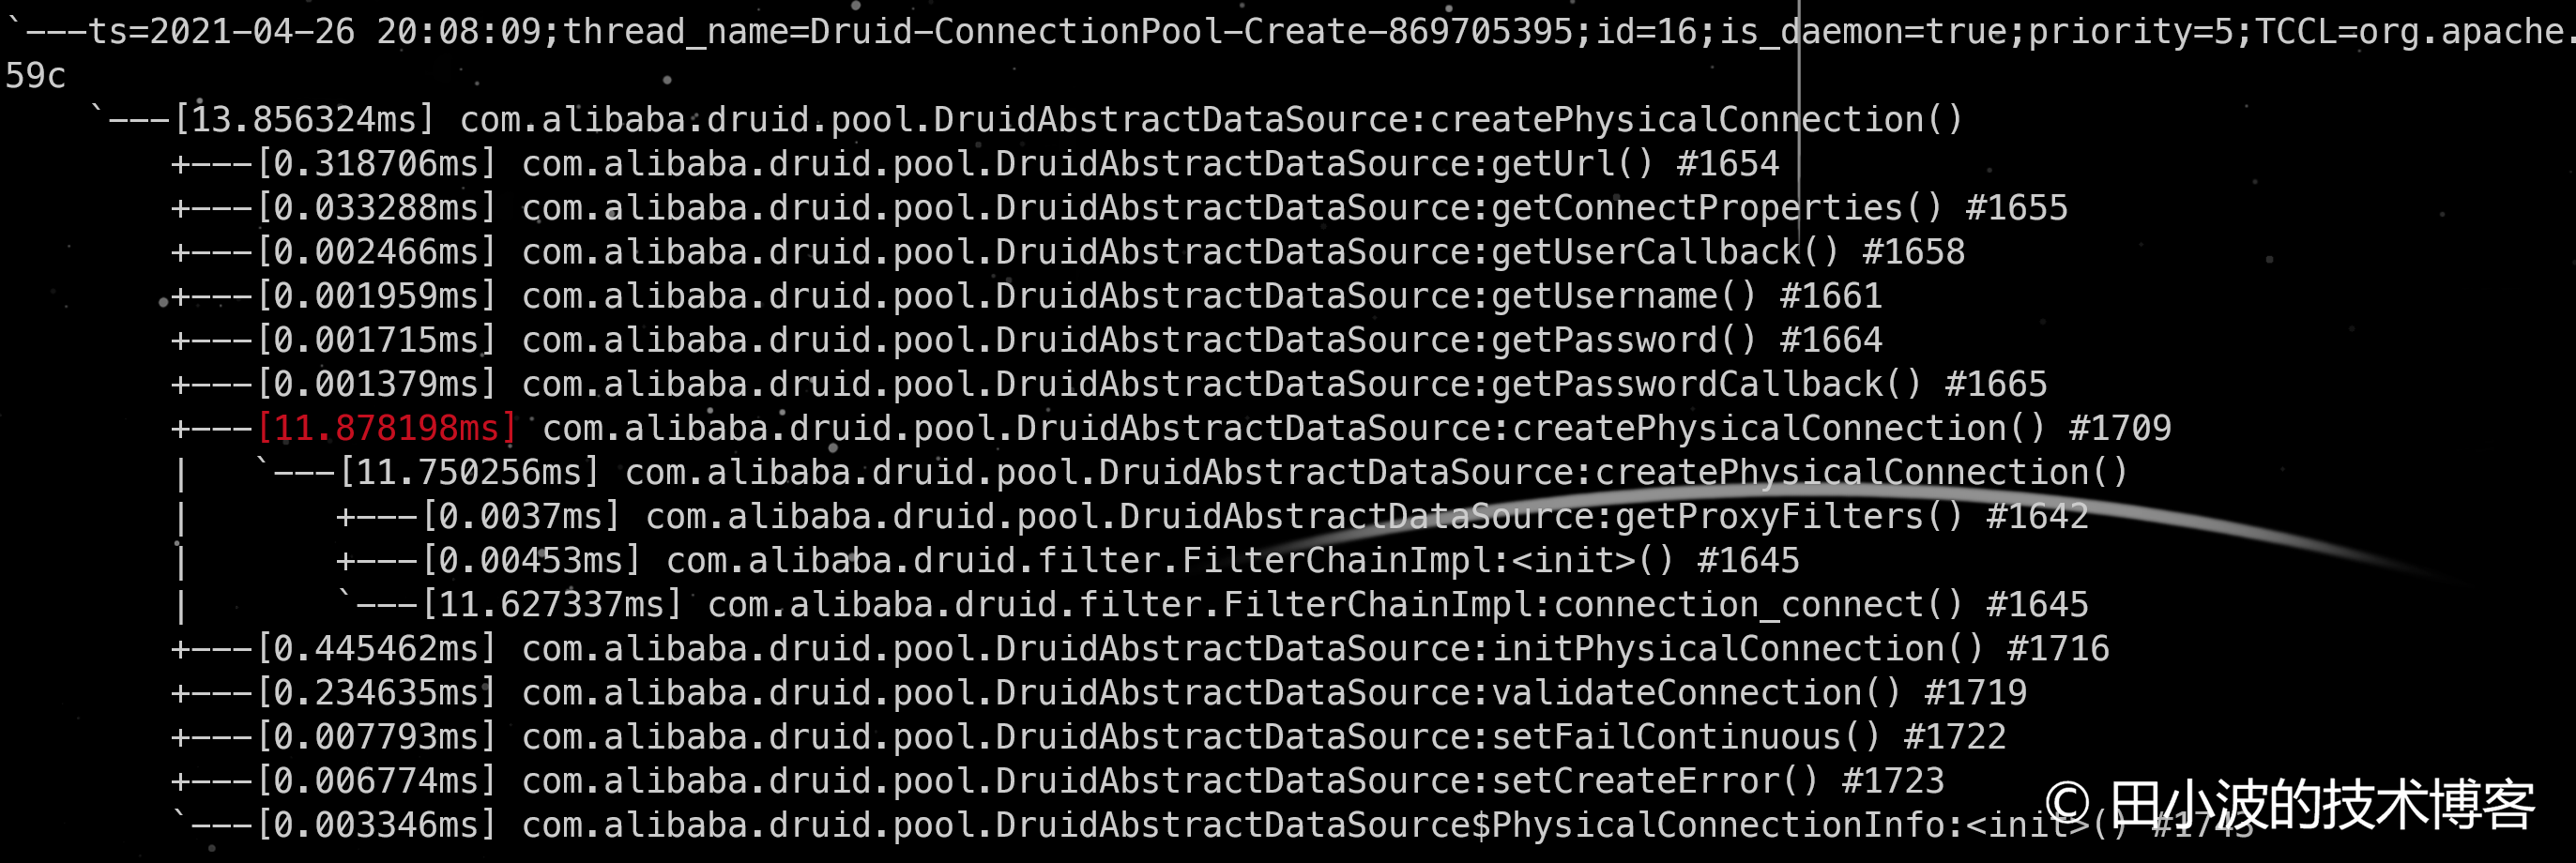 `---ts=2021-04-26 20:08:09;thread_name=Druid-ConnectionPool-Create-869705395;id=16;is_daemon=true;priority=5;TCCL=org.apache.
59c
`---[13.856324ms] com.alibaba.druid.pool.DruidAbstractDataSource:createPhysicalConnection()
+---[0.318706ms] com.alibaba.druid.pool.DruidAbstractDataSource:getUrl() #1654
+---[0.033288ms] com.alibaba.druid.pool.DruidAbstractDataSource:getConnectProperties() #1655
+---[0.002466ms] com.alibaba.druid.pool.DruidAbstractDataSource:getUserCallback() #1658
+---[0.001959ms] com.alibaba.druid.pool.DruidAbstractDataSource:getUsername() #1661
+---[0.001715ms] com.alibaba.druid.pool.DruidAbstractDataSource:getPassword() #1664
+---[0.001379ms] com.alibaba.druid.pool.DruidAbstractDataSource:getPasswordCallback() #1665
+---[11.878198ms] com.alibaba.druid.pool.DruidAbstractDataSource:createPhysicalConnection() #1709
| `---[11.750256ms] com.alibaba.druid.pool.DruidAbstractDataSource:createPhysicalConnection()
| +---[0.0037ms] com.alibaba.druid.pool.DruidAbstractDataSource:getProxyFilters() #1642
| +---[0.00453ms] com.alibaba.druid.filter.FilterChainImpl:<init>() #1645
| `---[11.627337ms] com.alibaba.druid.filter.FilterChainImpl:connection_connect() #1645
+---[0.445462ms] com.alibaba.druid.pool.DruidAbstractDataSource:initPhysicalConnection() #1716
+---[0.234635ms] com.alibaba.druid.pool.DruidAbstractDataSource:validateConnection() #1719
+---[0.007793ms] com.alibaba.druid.pool.DruidAbstractDataSource:setFailContinuous() #1722
+---[0.006774ms] com.alibaba.druid.pool.DruidAbstractDataSource:setCreateError() #1723
`---[0.003346ms] com.alibaba.druid.pool.DruidAbstractDataSource$PhysicalConnectionInfo:<init>() #1743
© 田小波的技术博客